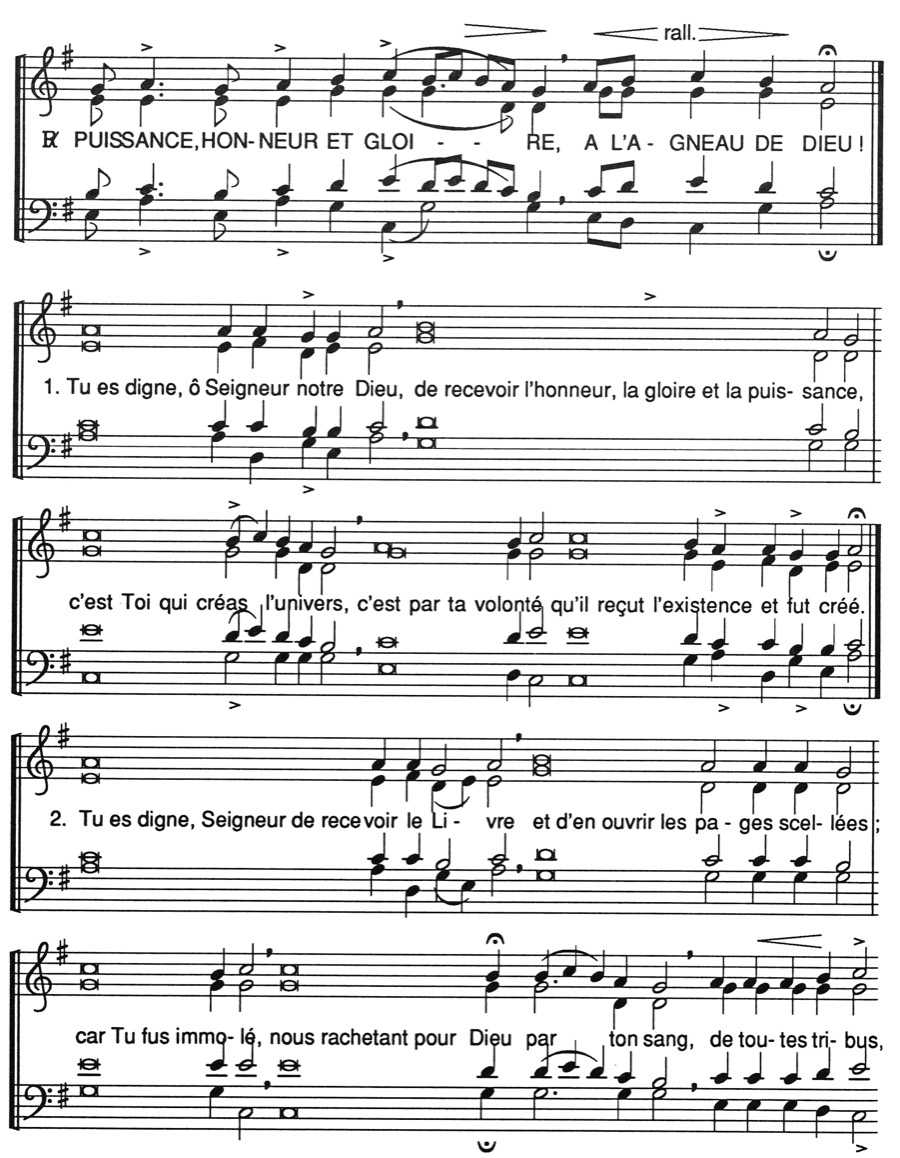 rall.
℟ PUISSANCE, HON-NEUR ET GLOI - - RE, A L'A - GNEAU DE DIEU !
1. Tu es digne, ô Seigneur notre Dieu, de recevoir l'honneur, la gloire et la puis- sance,
c'est Toi qui créas l'univers, c'est par ta volonté qu'il reçut l'existence et fut créé.
2. Tu es digne, Seigneur de recevoir le Li - vre et d'en ouvrir les pa - ges scel- lées ;
car Tu fus immo- lé, nous rachetant pour Dieu par ton sang, de tou- tes tri- bus,